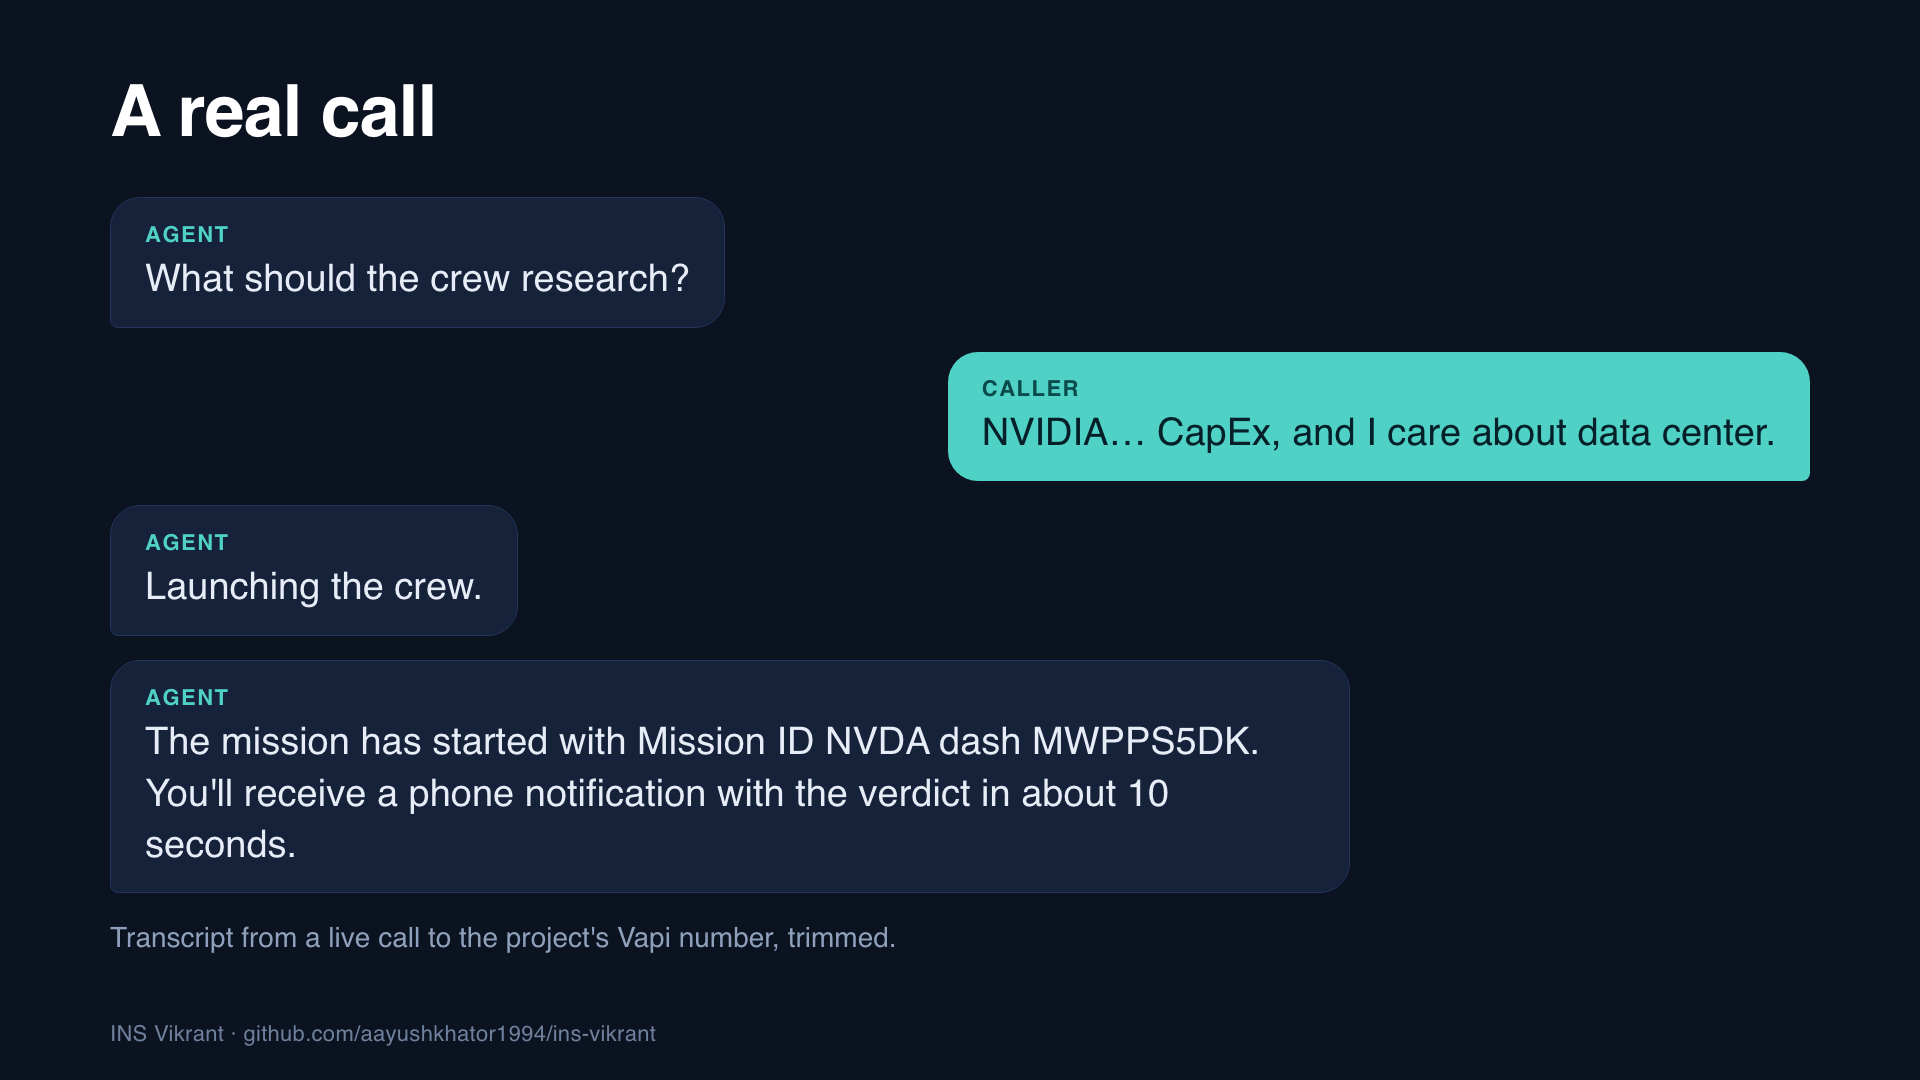 A real call
AGENT
What should the crew research?
CALLER
NVIDIA… CapEx, and I care about data center.
AGENT
Launching the crew.
AGENT
The mission has started with Mission ID NVDA dash MWPPS5DK.
You'll receive a phone notification with the verdict in about 10
seconds.
Transcript from a live call to the project's Vapi number, trimmed.
INS Vikrant · github.com/aayushkhator1994/ins-vikrant